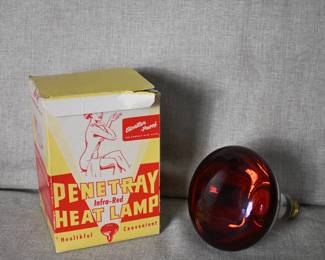 PENETRAY
Infra-Red
HEAT LAMP
Healthful Convenient